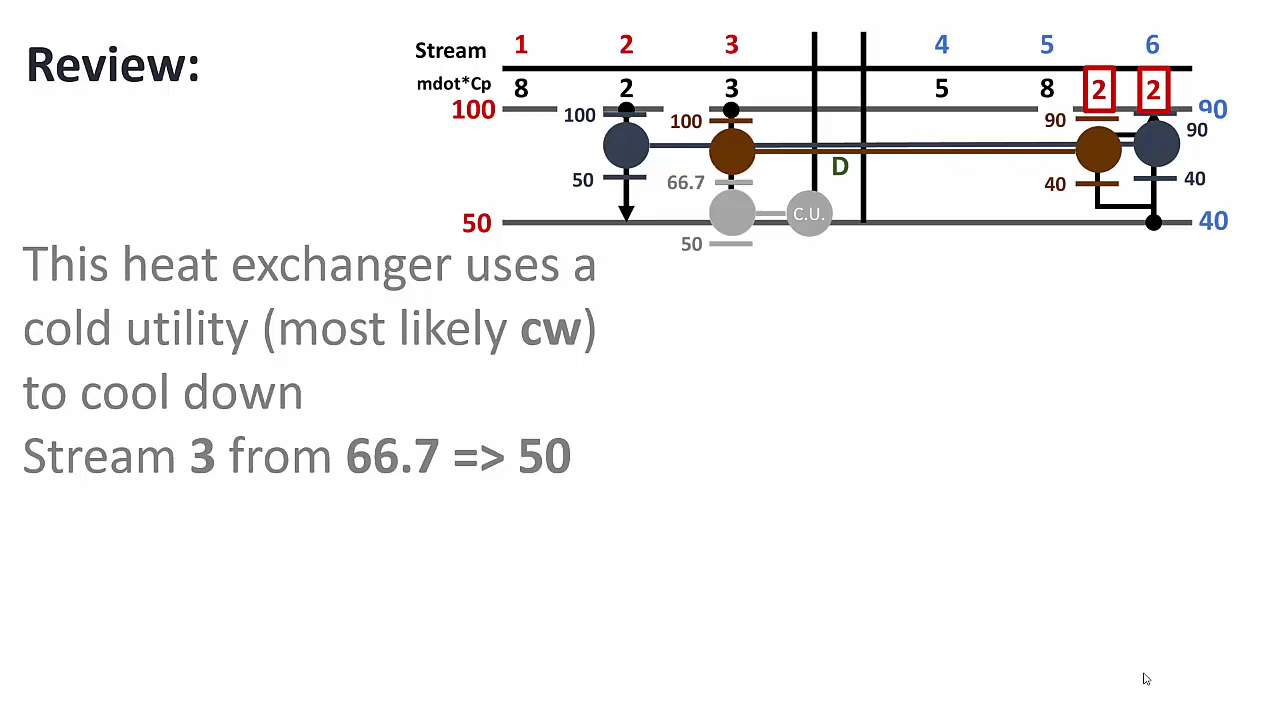 Review:
Stream 1 2 3 4 5 6
mdot*Cp 8 2 3 5 8 2 2
100 90
100 100 90 90
D
50 66.7 40 40
C.U.
50 40
50
This heat exchanger uses a
cold utility (most likely cw)
to cool down
Stream 3 from 66.7 => 50